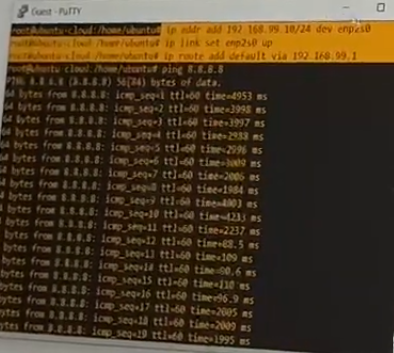 Guest - PuTTY
root@ubuntu-cloud:/home/ubuntu# ip addr add 192.168.99.10/24 dev enp2s0
root@ubuntu-cloud:/home/ubuntu# ip link set enp2s0 up
root@ubuntu-cloud:/home/ubuntu# ip route add default via 192.168.99.1
root@ubuntu-cloud:/home/ubuntu# ping 8.8.8.8
PING 8.8.8.8 (8.8.8.8) 56(84) bytes of data.
64 bytes from 8.8.8.8: icmp_seq=1 ttl=60 time=4953 ms
64 bytes from 8.8.8.8: icmp_seq=2 ttl=60 time=3998 ms
64 bytes from 8.8.8.8: icmp_seq=3 ttl=60 time=3997 ms
64 bytes from 8.8.8.8: icmp_seq=4 ttl=60 time=2988 ms
64 bytes from 8.8.8.8: icmp_seq=5 ttl=60 time=2996 ms
64 bytes from 8.8.8.8: icmp_seq=6 ttl=60 time=3009 ms
64 bytes from 8.8.8.8: icmp_seq=7 ttl=60 time=2006 ms
64 bytes from 8.8.8.8: icmp_seq=8 ttl=60 time=1984 ms
bytes from 8.8.8.8: icmp_seq=9 ttl=60 time=4003 ms
bytes from 8.8.8.8: icmp_seq=10 ttl=60 ms
bytes from 8.8.8.8: icmp_seq=11 ttl=60 time=2237 ms
bytes from 8.8.8.8: icmp_seq=12 ttl=60 time=88.5 ms
bytes from 8.8.8.8: icmp_seq=13 ttl=60 time=109 ms
bytes from 8.8.8.8: icmp_seq=14 ttl=60 time=90.6 ms
bytes from 8.8.8.8: icmp_seq=15 ttl=60 time=110 ms
bytes from 8.8.8.8: icmp_seq=16 ttl=60 time=96.9 ms
bytes from 8.8.8.8: icmp_seq=17 ttl=60 time=2005 ms
bytes from 8.8.8.8: icmp_seq=18 ttl=60 time=2009 ms
bytes from 8.8.8.8: icmp_seq=19 ttl=60 time=1995 ms